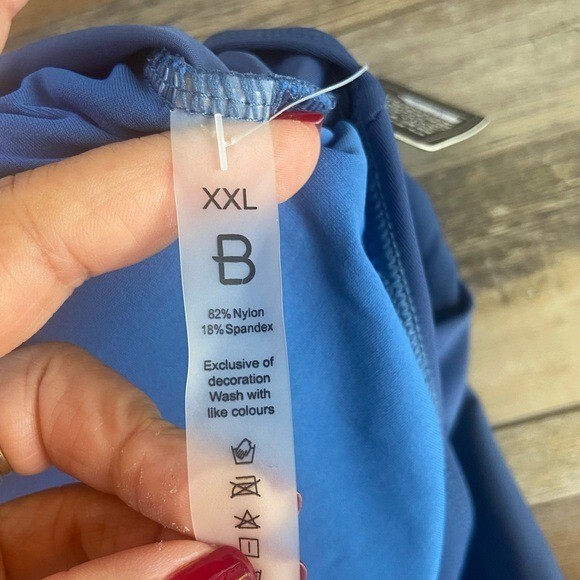 XXL
B
82% Nylon
18% Spandex
Exclusive of
decoration
Wash with
like colours